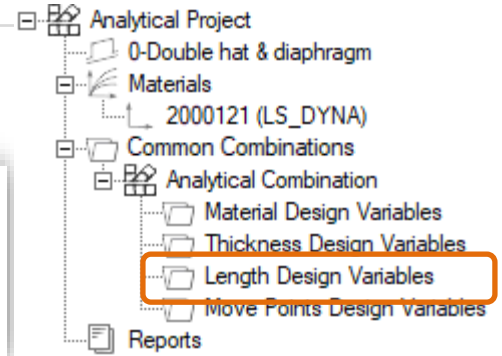 Analytical Project
0-Double hat & diaphragm
Materials
2000121 (LS_DYNA)
Common Combinations
Analytical Combination
Material Design Variables
Thickness Design Variables
Length Design Variables
Move Points Design Variables
Reports